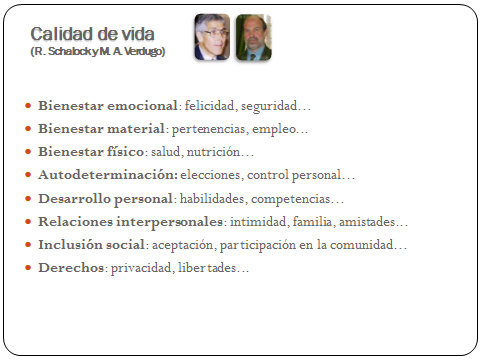 Calidad de vida
(R. Schalock y M. A. Verdugo)
Bienestar emocional: felicidad, seguridad…
Bienestar material: pertenencias, empleo...
Bienestar físico: salud, nutrición…
Autodeterminación: elecciones, control personal…
Desarrollo personal: habilidades, competencias…
Relaciones interpersonales: intimidad, familia, amistades…
Inclusión social: aceptación, participación en la comunidad…
Derechos: privacidad, libertades...